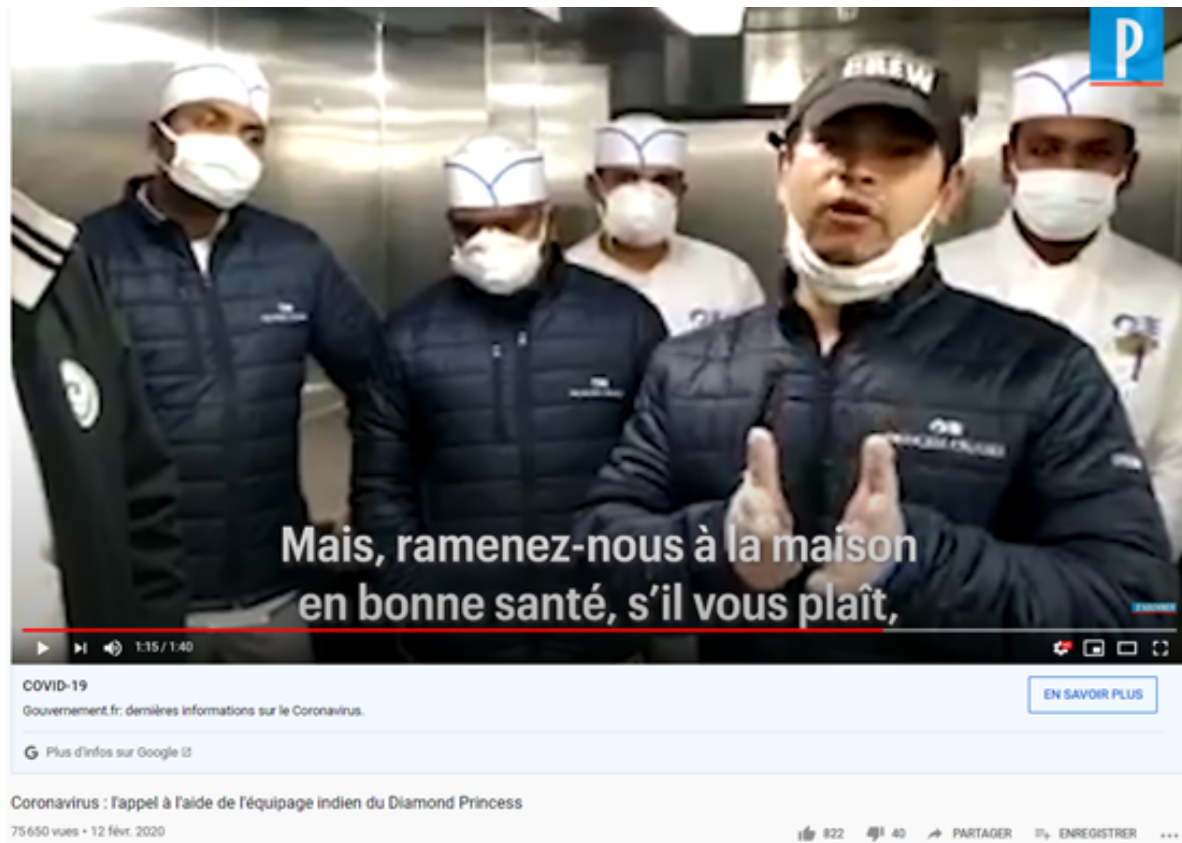 P
CREW
Mais, ramenez-nous à la maison
en bonne santé, s'il vous plaît,
1:15 / 1:40
COVID-19
EN SAVOIR PLUS
Gouvernement.fr: dernières informations sur le Coronavirus.
G Plus d'infos sur Google
Coronavirus : l'appel à l'aide de l'équipage indien du Diamond Princess
75 650 vues • 12 févr. 2020
822 40 PARTAGER ENREGISTRER